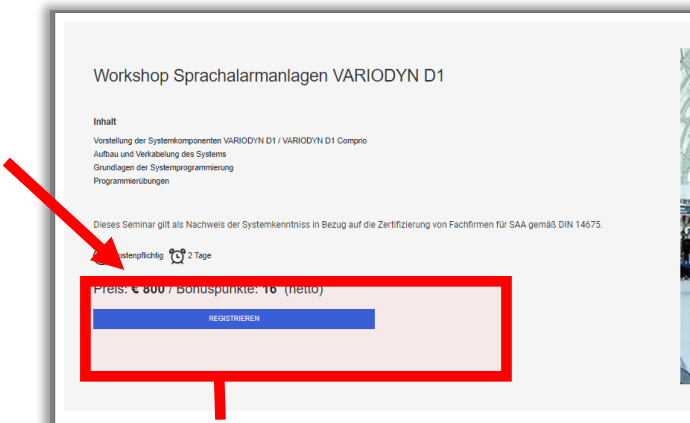 Workshop Sprachalarmanlagen VARIODYN D1
Inhalt
Vorstellung der Systemkomponenten VARIODYN D1 / VARIODYN D1 Comprio
Aufbau und Verkabelung des Systems
Grundlagen der Systemprogrammierung
Programmierübungen
Dieses Seminar gilt als Nachweis der Systemkenntniss in Bezug auf die Zertifizierung von Fachfirmen für SAA gemäß DIN 14675.
ostenpflichtig 2 Tage
Preis: € 800 / Bonuspunkte: 16 (netto)
REGISTRIEREN